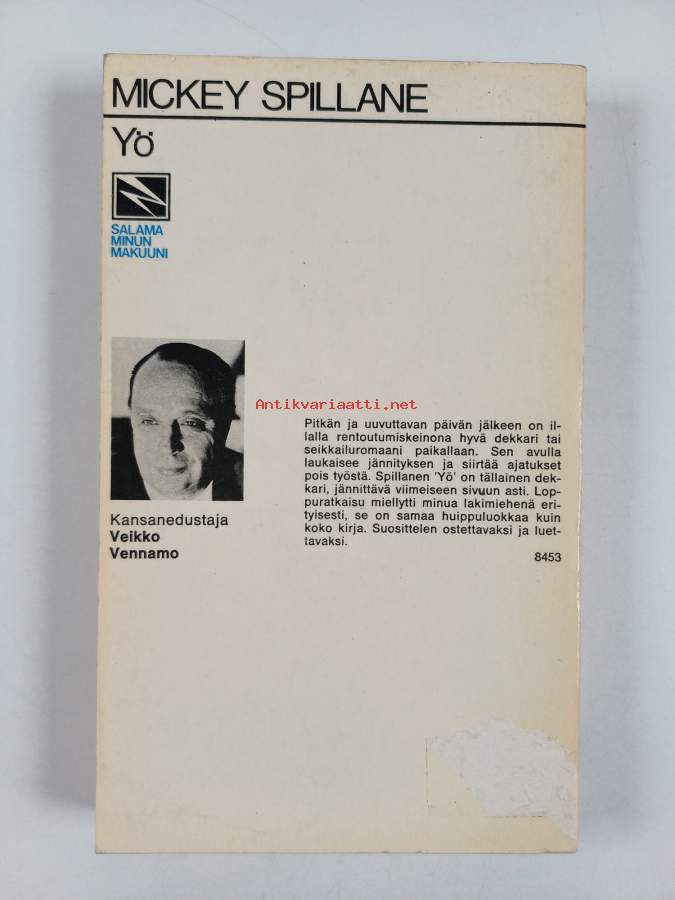 MICKEY SPILLANE
Yö
SALAMA
MINUN
MAKUUNI
Antikvariaatti.net
Pitkän ja uuvuttavan päivän jälkeen on il-
lalla rentoutumiskeinona hyvä dekkari tai
seikkailuromaani paikallaan. Sen avulla
laukaisee jännityksen ja siirtää ajatukset
pois työstä. Spillanen 'Yö' on tällainen dek-
kari, jännittävä viimeiseen sivuun asti. Lop-
puratkaisu miellytti minua lakimiehenä eri-
tyisesti, se on samaa huippuluokkaa kuin
koko kirja. Suosittelen ostettavaksi ja luet-
tavaksi.
8453
Kansanedustaja
Veikko
Vennamo